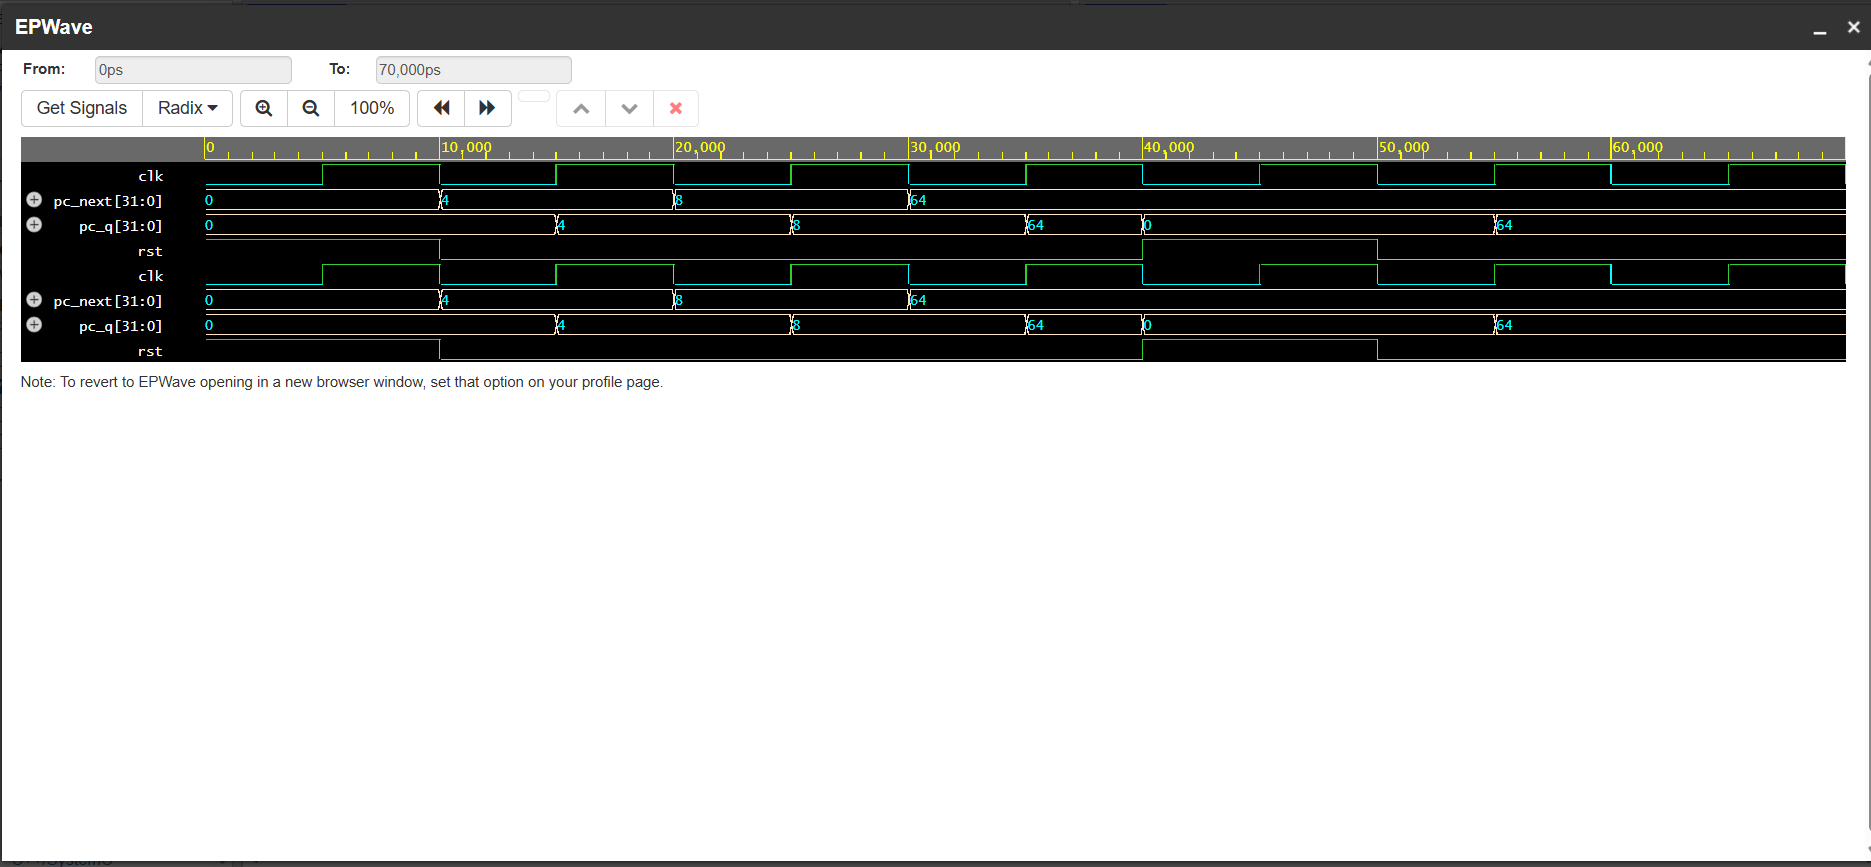 EPWave
From: 0ps To: 70,000ps
Get Signals Radix 100%
0 10,000 20,000 30,000 40,000 50,000 60,000
clk
pc_next[31:0] 0 4 8 64
pc_q[31:0] 0 4 8 64 0 64
rst
clk
pc_next[31:0] 0 4 8 64
pc_q[31:0] 0 4 8 64 0 64
rst
Note: To revert to EPWave opening in a new browser window, set that option on your profile page.